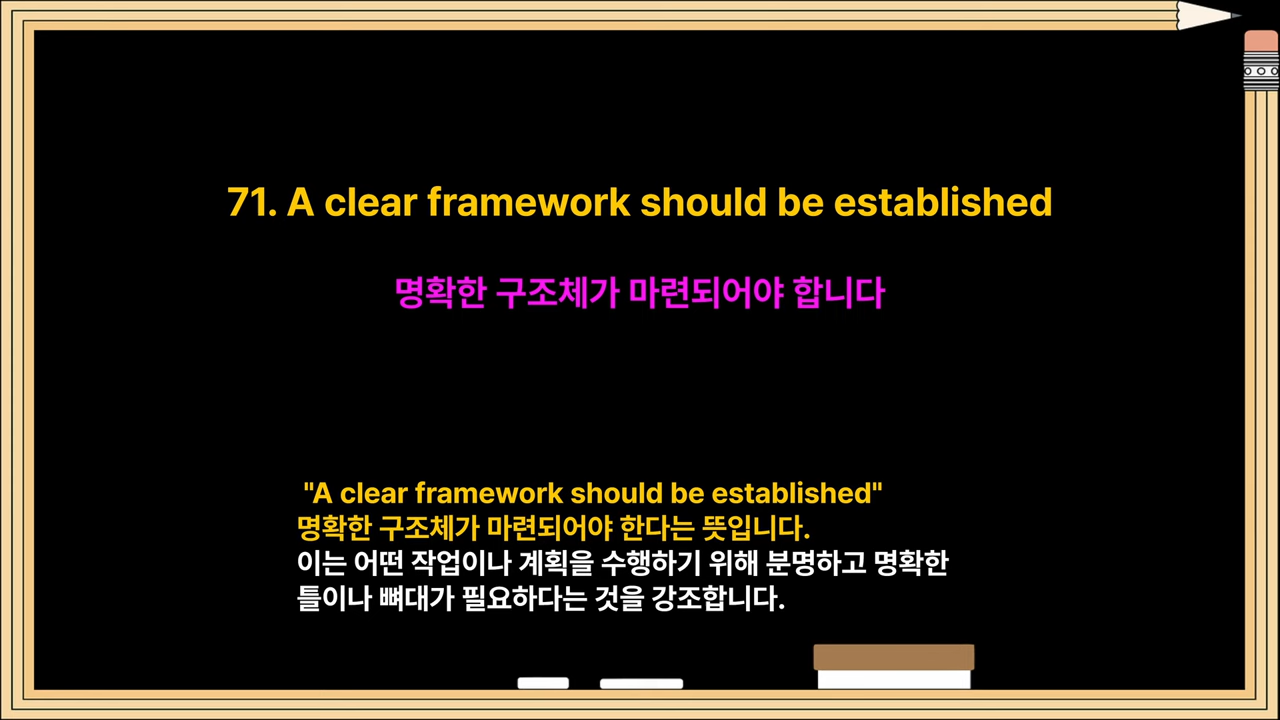 71. A clear framework should be established
명확한 구조체가 마련되어야 합니다
"A clear framework should be established"
명확한 구조체가 마련되어야 한다는 뜻입니다.
이는 어떤 작업이나 계획을 수행하기 위해 분명하고 명확한
틀이나 뼈대가 필요하다는 것을 강조합니다.